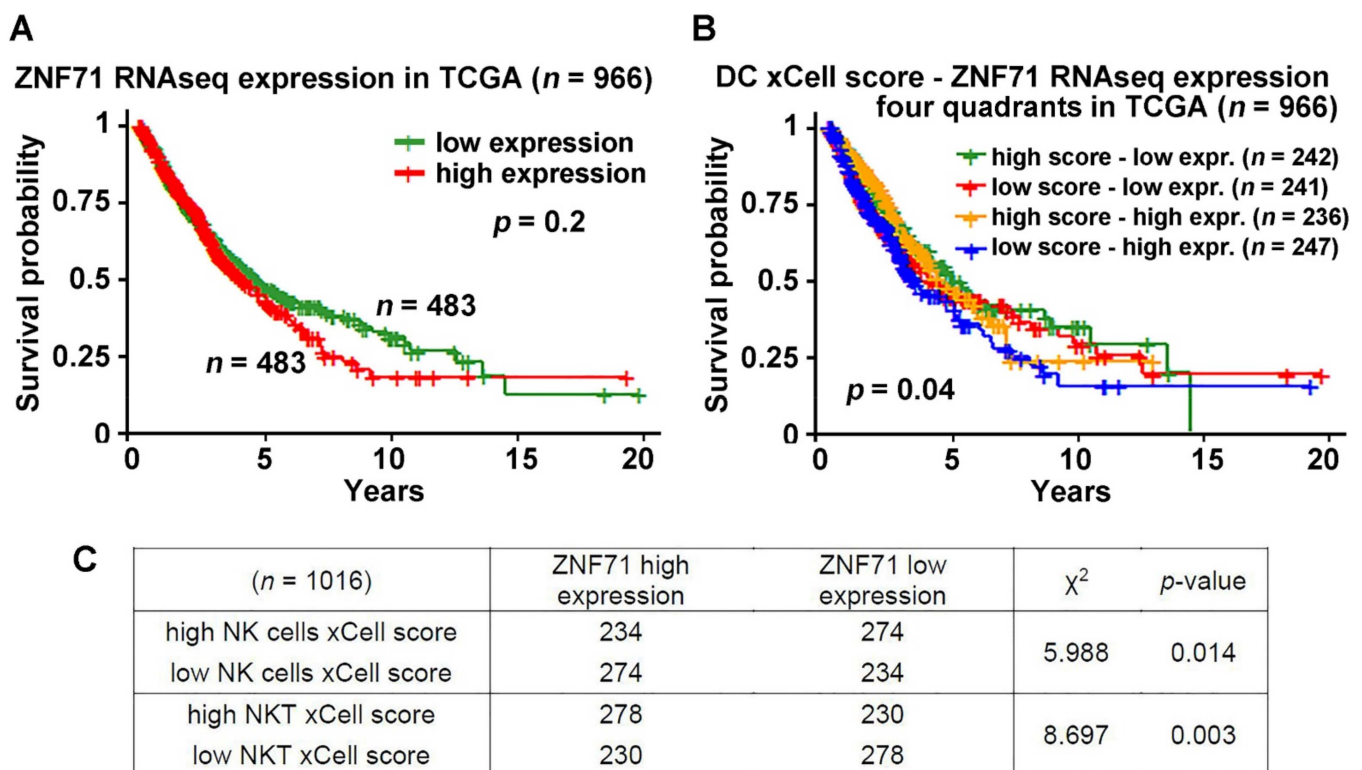 A
ZNF71 RNAseq expression in TCGA (n = 966)
Survival probability
1
0.75
0.5
0.25
0
low expression
high expression
p = 0.2
n = 483
n = 483
0 5 10 15 20
Years
B
DC xCell score - ZNF71 RNAseq expression
four quadrants in TCGA (n = 966)
Survival probability
1
0.75
0.5
0.25
0
high score - low expr. (n = 242)
low score - low expr. (n = 241)
high score - high expr. (n = 236)
low score - high expr. (n = 247)
p = 0.04
0 5 10 15 20
Years
C
(n = 1016) ZNF71 high expression ZNF71 low expression χ² p-value
high NK cells xCell score 234 274 5.988 0.014
low NK cells xCell score 274 234
high NKT xCell score 278 230 8.697 0.003
low NKT xCell score 230 278